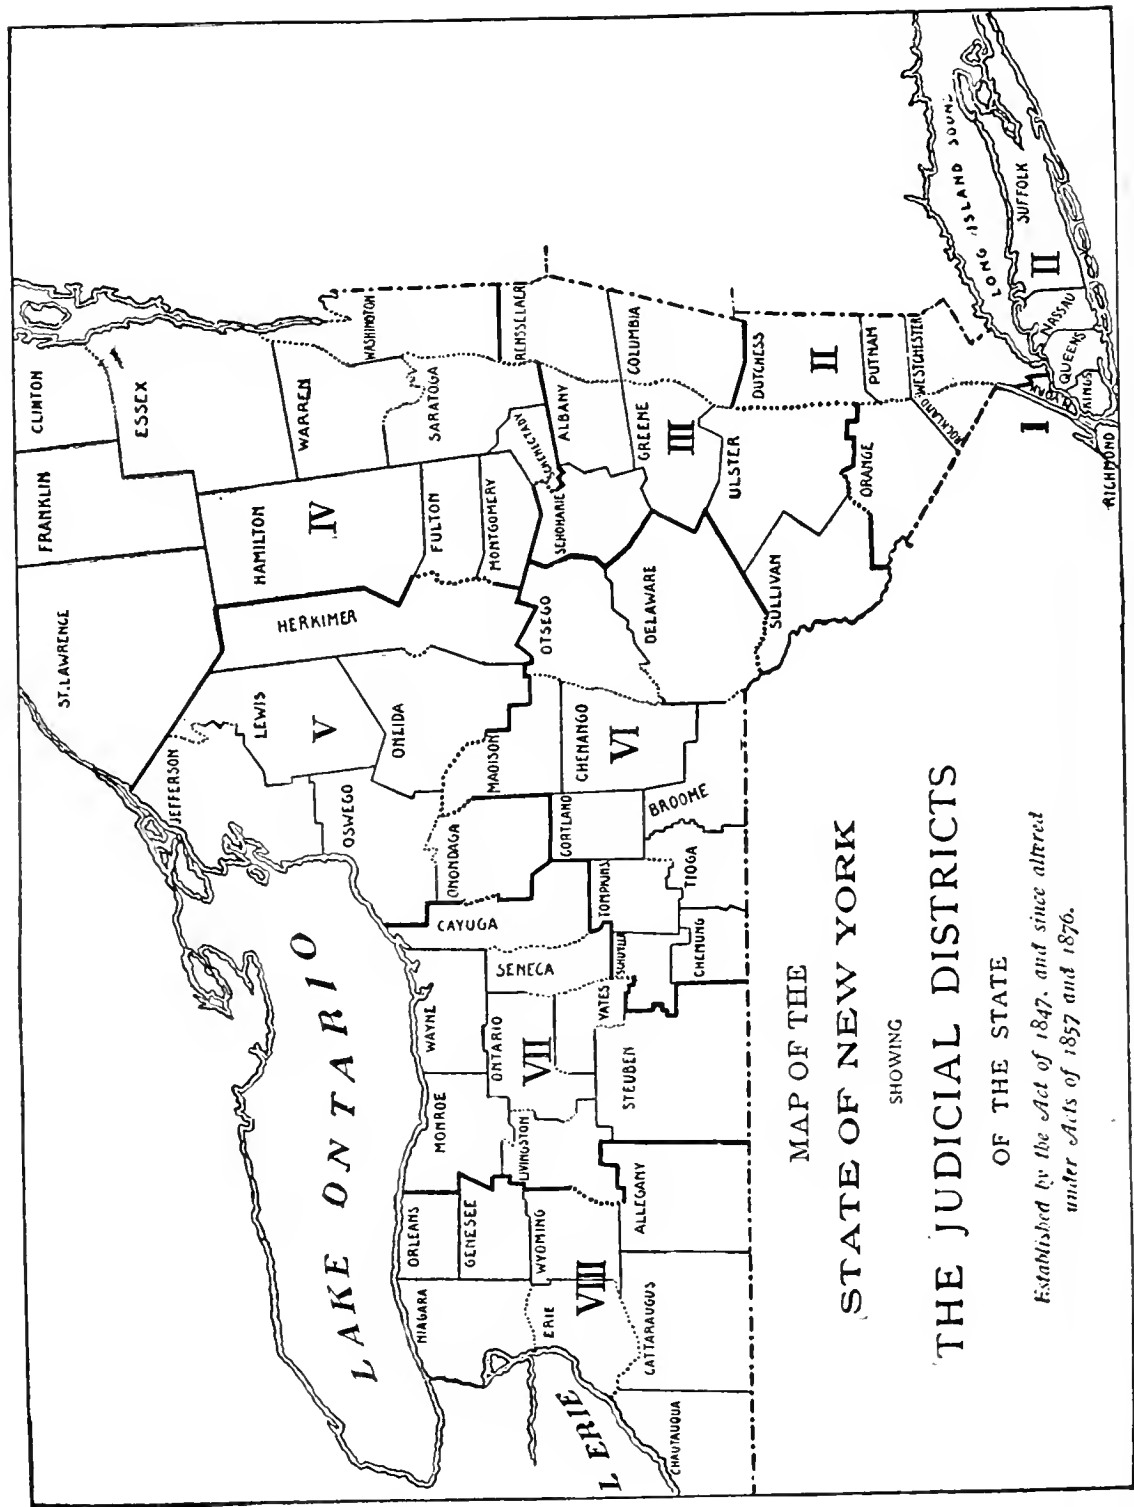 MAP OF THE
STATE OF NEW YORK
SHOWING
THE JUDICIAL DISTRICTS
OF THE STATE
Established by the Act of 1847, and since altered
under Acts of 1857 and 1876.
ST. LAWRENCE
FRANKLIN
CLINTON
ESSEX
JEFFERSON
LEWIS
HERKIMER
HAMILTON
WARREN
WASHINGTON
IV
V
OSWEGO
ONEIDA
FULTON
SARATOGA
LAKE ONTARIO
NIAGARA
ORLEANS
MONROE
WAYNE
CAYUGA
ONONDAGA
MADISON
MONTGOMERY
SCHENECTADY
RENSSELAER
GENESEE
ONTARIO
SENECA
OTSEGO
SCHOHARIE
ALBANY
ERIE
WYOMING
LIVINGSTON
VII
YATES
CORTLAND
CHENANGO
VIII
VI
TOMPKINS
SCHUYLER
L ERIE
CHAUTAUQUA
CATTARAUGUS
ALLEGANY
STEUBEN
CHEMUNG
TIOGA
BROOME
DELAWARE
GREENE
COLUMBIA
III
ULSTER
DUTCHESS
SULLIVAN
II
ORANGE
PUTNAM
ROCKLAND
WESTCHESTER
LONG ISLAND SOUND
I
N. YORK
SUFFOLK
II
NASSAU
QUEENS
KINGS
RICHMOND